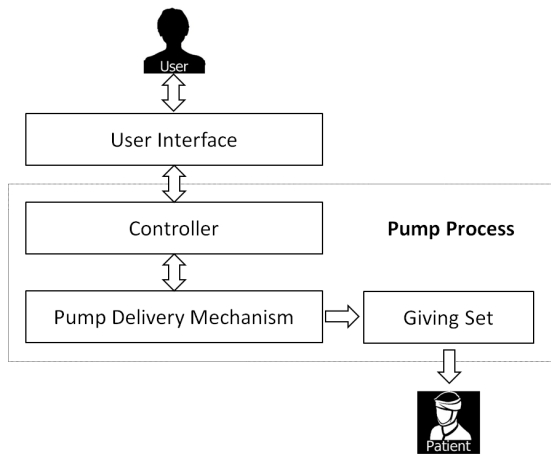 User
User Interface
Controller
Pump Process
Pump Delivery Mechanism
Giving Set
Patient